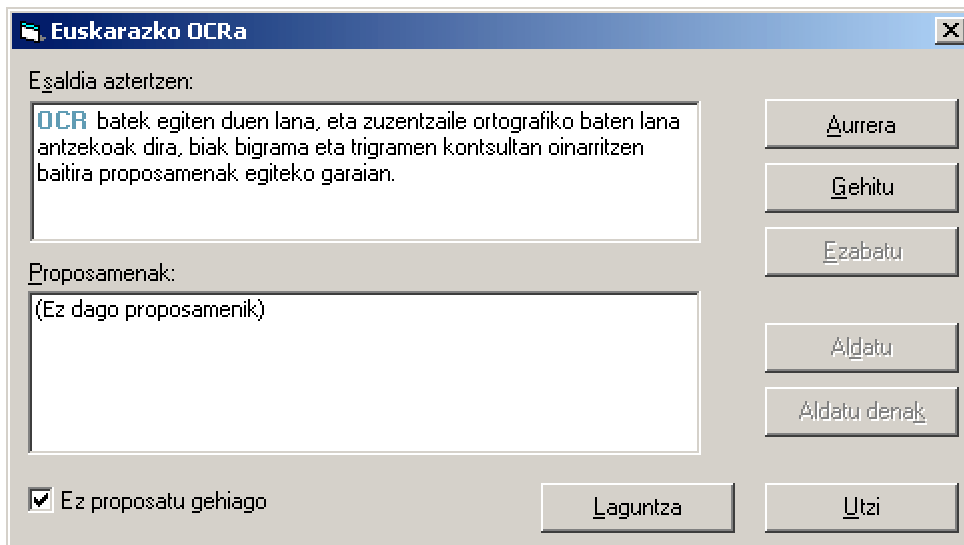 Euskarazko OCRa
Esaldia aztertzen:
OCR batek egiten duen lana, eta zuzentzaile ortografiko baten lana
antzekoak dira, biak bigrama eta trigramen kontsultan oinarritzen
baitira proposamenak egiteko garaian.
Aurrera
Gehitu
Ezabatu
Proposamenak:
(Ez dago proposamenik)
Aldatu
Aldatu denak
Ez proposatu gehiago
Laguntza
Utzi